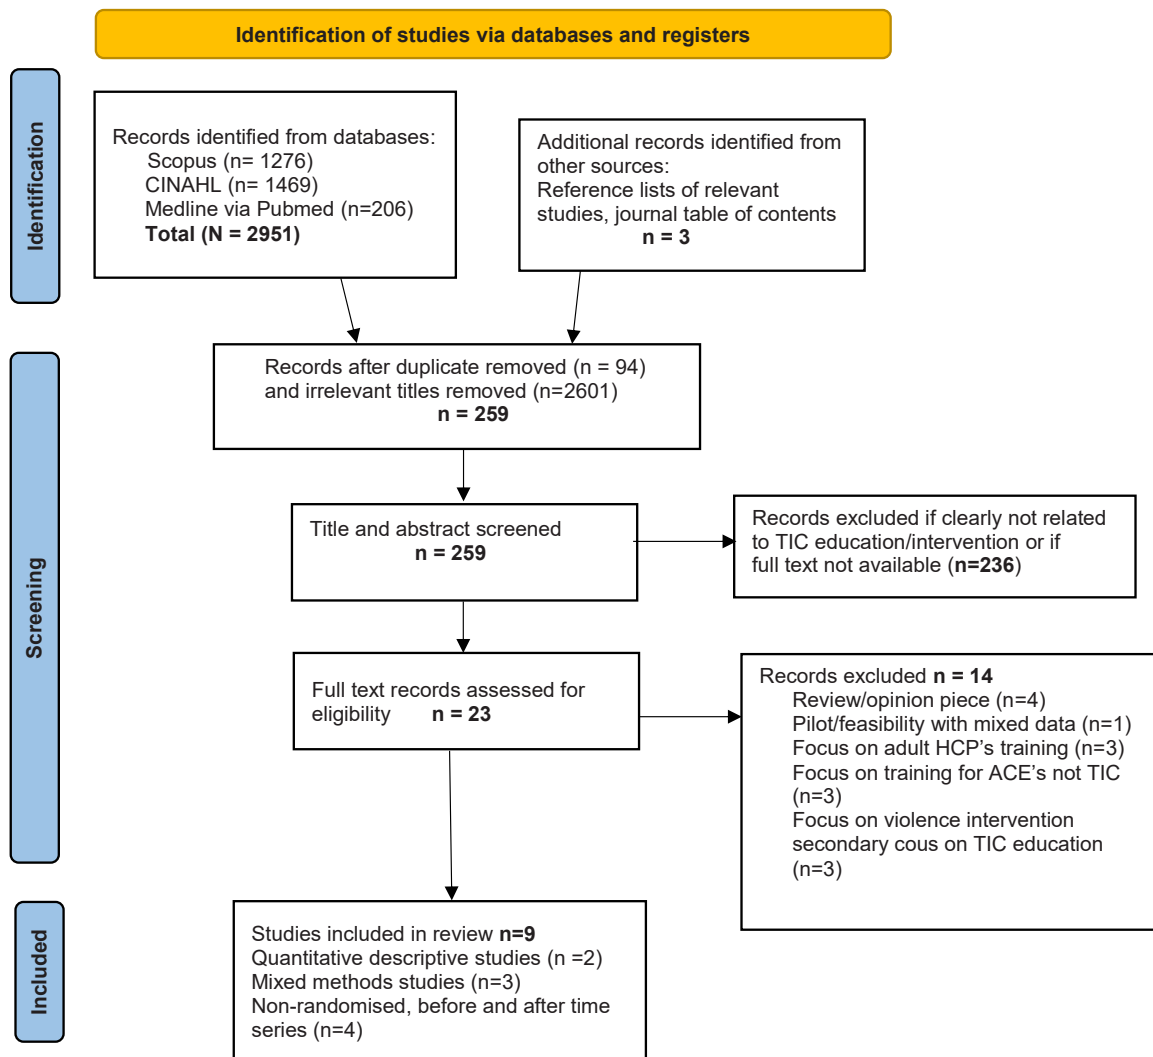 Identification of studies via databases and registers
Identification
Records identified from databases:
Scopus (n= 1276)
CINAHL (n= 1469)
Medline via Pubmed (n=206)
Total (N = 2951)
Additional records identified from
other sources:
Reference lists of relevant
studies, journal table of contents
n = 3
Screening
Records after duplicate removed (n = 94)
and irrelevant titles removed (n=2601)
n = 259
Title and abstract screened
n = 259
Records excluded if clearly not related
to TIC education/intervention or if
full text not available (n=236)
Full text records assessed for
eligibility n = 23
Records excluded n = 14
Review/opinion piece (n=4)
Pilot/feasibility with mixed data (n=1)
Focus on adult HCP's training (n=3)
Focus on training for ACE's not TIC
(n=3)
Focus on violence intervention
secondary cous on TIC education
(n=3)
Included
Studies included in review n=9
Quantitative descriptive studies (n =2)
Mixed methods studies (n=3)
Non-randomised, before and after time
series (n=4)